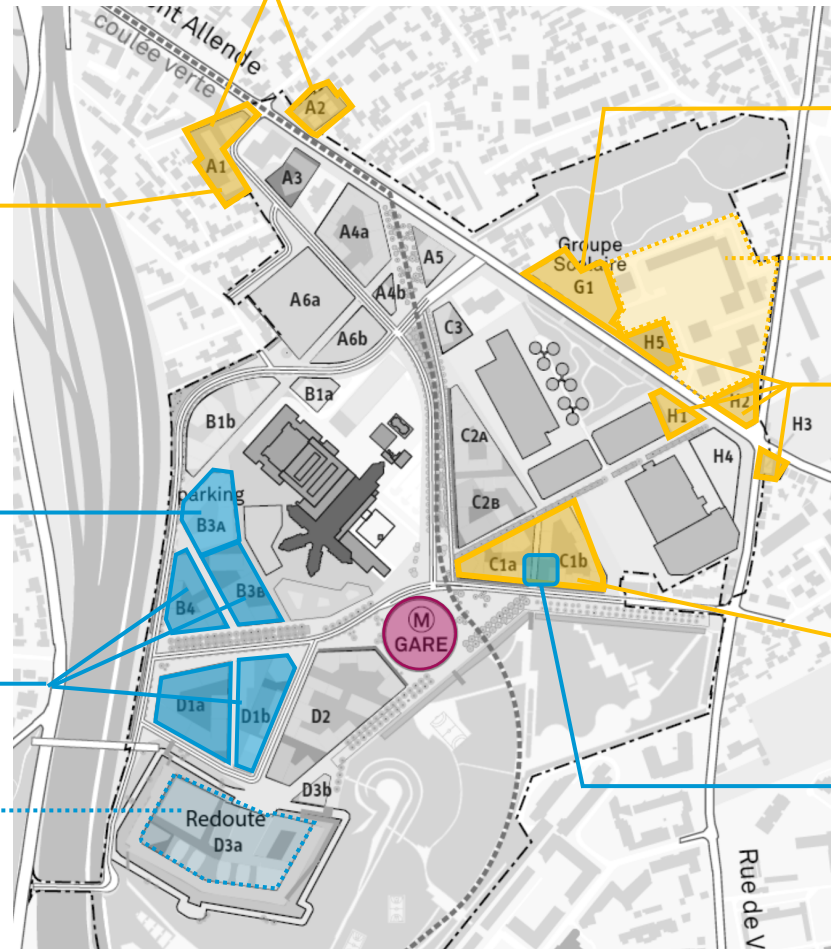 nt Allende
coulée verte
A2
A1
A3
A4a
A5
Groupe
Scolaire
G1
A4b
A6a
C3
A6b
H5
B1a
H2
B1b
H1
H3
C2A
H4
parking
C2B
B3A
C1a
C1b
B3B
B4
M
GARE
D1a
D1b
D2
D3b
Redoute
D3a
Rue de V